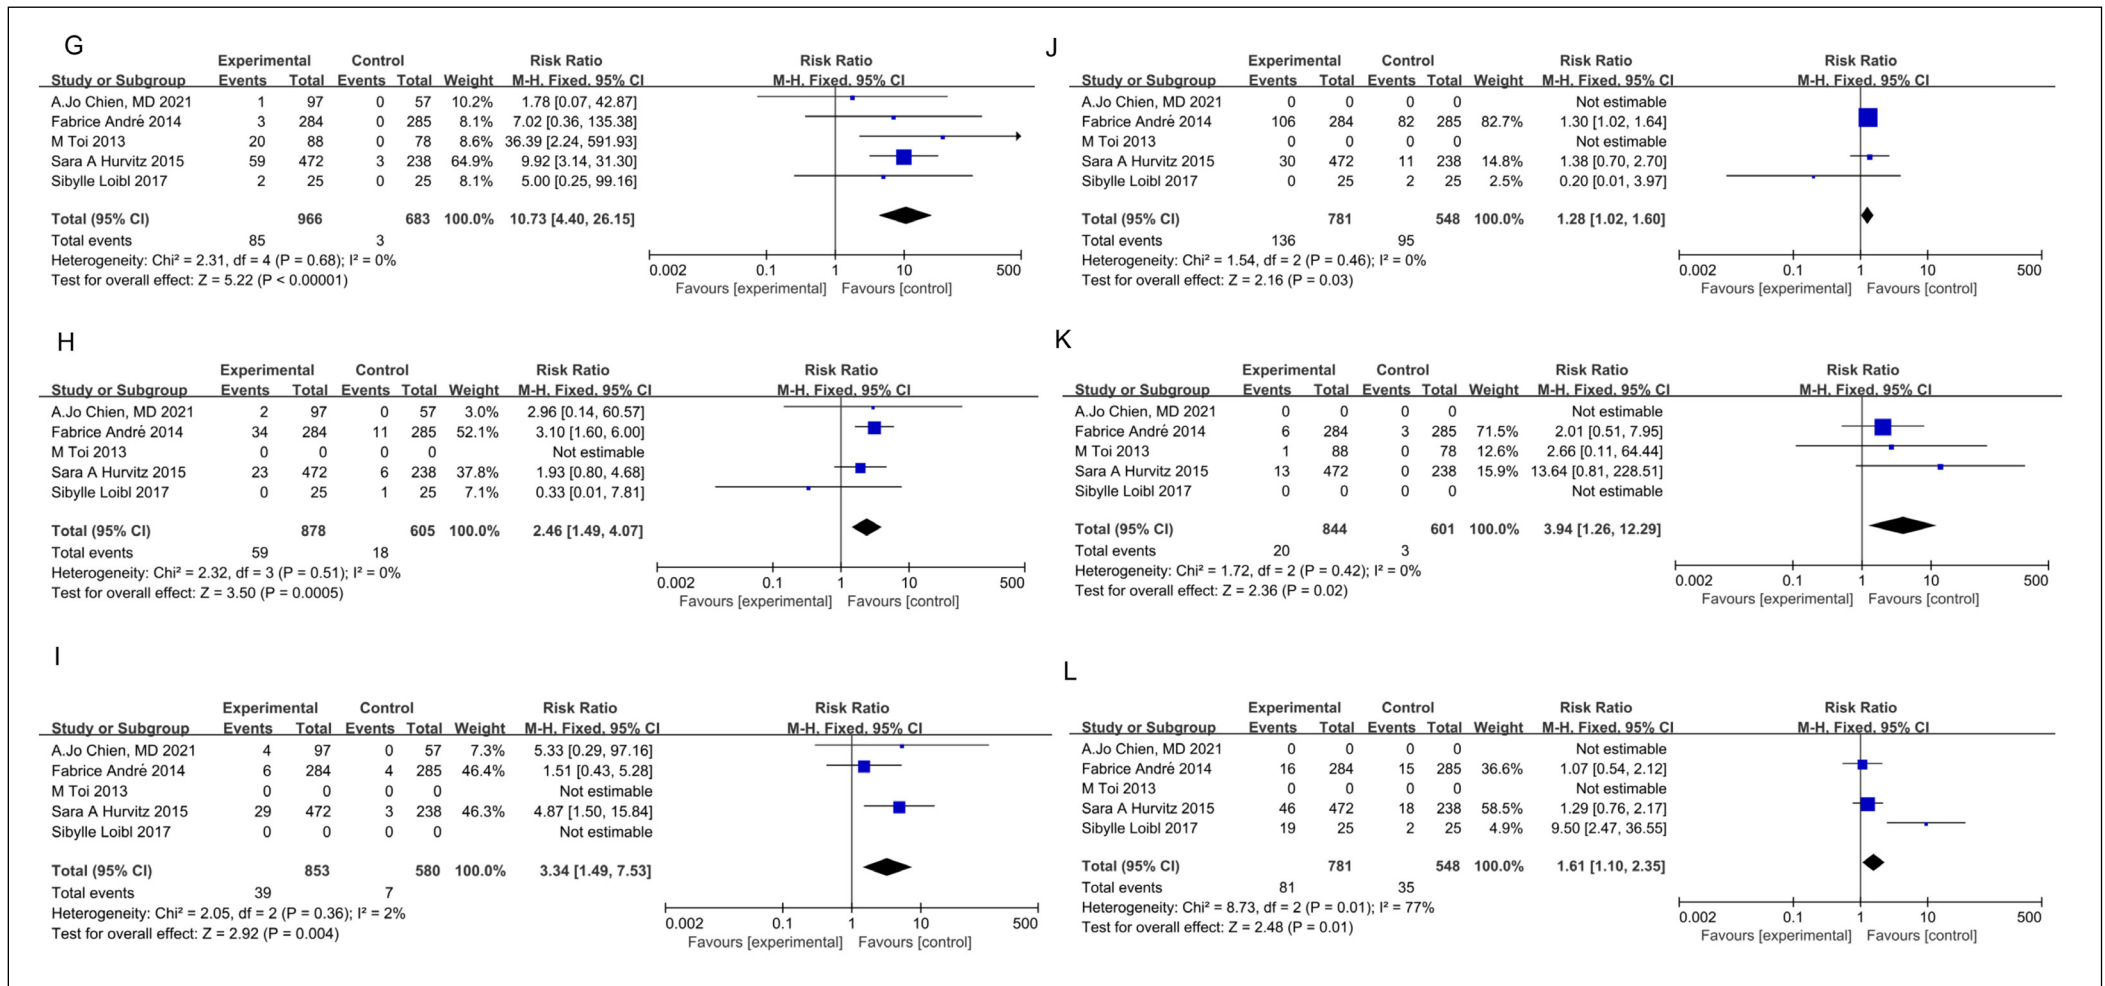 G
Experimental Control Risk Ratio Risk Ratio
Study or Subgroup Events Total Events Total Weight M-H, Fixed, 95% CI M-H, Fixed, 95% CI
A.Jo Chien, MD 2021 1 97 0 57 10.2% 1.78 [0.07, 42.87]
Fabrice André 2014 3 284 0 285 8.1% 7.02 [0.36, 135.38]
M Toi 2013 20 88 0 78 8.6% 36.39 [2.24, 591.93]
Sara A Hurvitz 2015 59 472 3 238 64.9% 9.92 [3.14, 31.30]
Sibylle Loibl 2017 2 25 0 25 8.1% 5.00 [0.25, 99.16]
Total (95% CI) 966 683 100.0% 10.73 [4.40, 26.15]
Total events 85 3
Heterogeneity: Chi² = 2.31, df = 4 (P = 0.68); I² = 0%
Test for overall effect: Z = 5.22 (P < 0.00001)
0.002 0.1 1 10 500
Favours [experimental] Favours [control]
H
Experimental Control Risk Ratio Risk Ratio
Study or Subgroup Events Total Events Total Weight M-H, Fixed, 95% CI M-H, Fixed, 95% CI
A.Jo Chien, MD 2021 2 97 0 57 3.0% 2.96 [0.14, 60.57]
Fabrice André 2014 34 284 11 285 52.1% 3.10 [1.60, 6.00]
M Toi 2013 0 0 0 0 Not estimable
Sara A Hurvitz 2015 23 472 6 238 37.8% 1.93 [0.80, 4.68]
Sibylle Loibl 2017 0 25 1 25 7.1% 0.33 [0.01, 7.81]
Total (95% CI) 878 605 100.0% 2.46 [1.49, 4.07]
Total events 59 18
Heterogeneity: Chi² = 2.32, df = 3 (P = 0.51); I² = 0%
Test for overall effect: Z = 3.50 (P = 0.0005)
0.002 0.1 1 10 500
Favours [experimental] Favours [control]
I
Experimental Control Risk Ratio Risk Ratio
Study or Subgroup Events Total Events Total Weight M-H, Fixed, 95% CI M-H, Fixed, 95% CI
A.Jo Chien, MD 2021 4 97 0 57 7.3% 5.33 [0.29, 97.16]
Fabrice André 2014 6 284 4 285 46.4% 1.51 [0.43, 5.28]
M Toi 2013 0 0 0 0 Not estimable
Sara A Hurvitz 2015 29 472 3 238 46.3% 4.87 [1.50, 15.84]
Sibylle Loibl 2017 0 0 0 0 Not estimable
Total (95% CI) 853 580 100.0% 3.34 [1.49, 7.53]
Total events 39 7
Heterogeneity: Chi² = 2.05, df = 2 (P = 0.36); I² = 2%
Test for overall effect: Z = 2.92 (P = 0.004)
0.002 0.1 1 10 500
Favours [experimental] Favours [control]
J
Experimental Control Risk Ratio Risk Ratio
Study or Subgroup Events Total Events Total Weight M-H, Fixed, 95% CI M-H, Fixed, 95% CI
A.Jo Chien, MD 2021 0 0 0 0 Not estimable
Fabrice André 2014 106 284 82 285 82.7% 1.30 [1.02, 1.64]
M Toi 2013 0 0 0 0 Not estimable
Sara A Hurvitz 2015 30 472 11 238 14.8% 1.38 [0.70, 2.70]
Sibylle Loibl 2017 0 25 2 25 2.5% 0.20 [0.01, 3.97]
Total (95% CI) 781 548 100.0% 1.28 [1.02, 1.60]
Total events 136 95
Heterogeneity: Chi² = 1.54, df = 2 (P = 0.46); I² = 0%
Test for overall effect: Z = 2.16 (P = 0.03)
0.002 0.1 1 10 500
Favours [experimental] Favours [control]
K
Experimental Control Risk Ratio Risk Ratio
Study or Subgroup Events Total Events Total Weight M-H, Fixed, 95% CI M-H, Fixed, 95% CI
A.Jo Chien, MD 2021 0 0 0 0 Not estimable
Fabrice André 2014 6 284 3 285 71.5% 2.01 [0.51, 7.95]
M Toi 2013 1 88 0 78 12.6% 2.66 [0.11, 64.44]
Sara A Hurvitz 2015 13 472 0 238 15.9% 13.64 [0.81, 228.51]
Sibylle Loibl 2017 0 0 0 0 Not estimable
Total (95% CI) 844 601 100.0% 3.94 [1.26, 12.29]
Total events 20 3
Heterogeneity: Chi² = 1.72, df = 2 (P = 0.42); I² = 0%
Test for overall effect: Z = 2.36 (P = 0.02)
0.002 0.1 1 10 500
Favours [experimental] Favours [control]
L
Experimental Control Risk Ratio Risk Ratio
Study or Subgroup Events Total Events Total Weight M-H, Fixed, 95% CI M-H, Fixed, 95% CI
A.Jo Chien, MD 2021 0 0 0 0 Not estimable
Fabrice André 2014 16 284 15 285 36.6% 1.07 [0.54, 2.12]
M Toi 2013 0 0 0 0 Not estimable
Sara A Hurvitz 2015 46 472 18 238 58.5% 1.29 [0.76, 2.17]
Sibylle Loibl 2017 19 25 2 25 4.9% 9.50 [2.47, 36.55]
Total (95% CI) 781 548 100.0% 1.61 [1.10, 2.35]
Total events 81 35
Heterogeneity: Chi² = 8.73, df = 2 (P = 0.01); I² = 77%
Test for overall effect: Z = 2.48 (P = 0.01)
0.002 0.1 1 10 500
Favours [experimental] Favours [control]